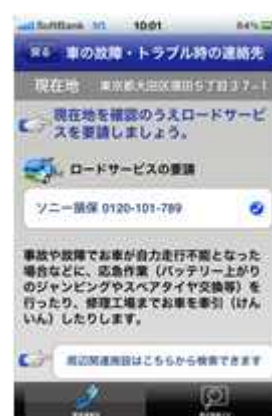 SoftBank 10:01 84%
戻る 車の故障・トラブル時の連絡先
現在地 東京都大田区蒲田5丁目37-1
現在地を確認のうえロードサービ
スを要請しましょう。
ロードサービスの要請
ソニー損保 0120-101-789
事故や故障でお車が自力走行不能となった
場合などに、応急作業（バッテリー上がり
のジャンピングやスペアタイヤ交換等）を
行ったり、修理工場までお車を牽引（けん
いん）したりします。
周辺関連施設はこちらから検索できます